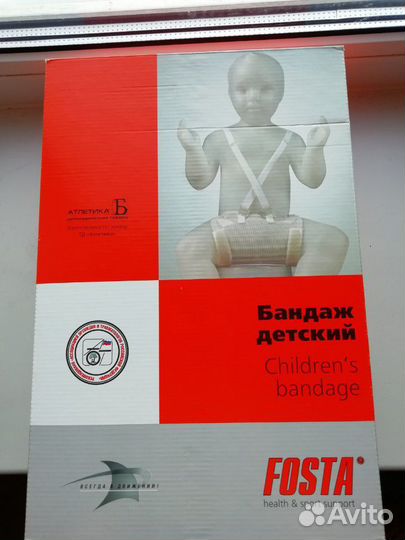 АТЛЕТИКА Б
Бандаж
детский
Children's
bandage
ВСЕГДА В ДВИЖЕНИИ!
FOSTA®
health & sport support
Avito